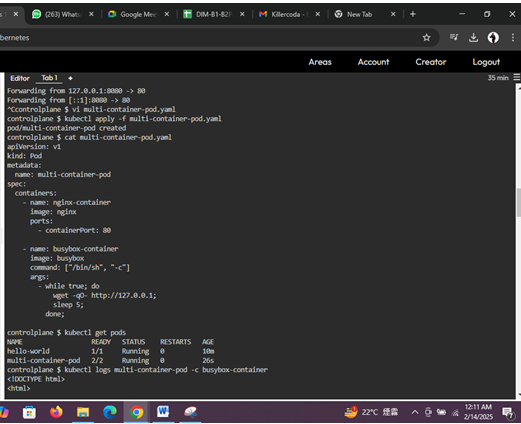 (263) Whats
Google Mee
DIM-B1-B2P
Killercoda -
New Tab
bernetes
Areas Account Creator Logout
Editor Tab 1 + 35 min
Forwarding from 127.0.0.1:8080 -> 80
Forwarding from [::1]:8080 -> 80
^Ccontrolplane $ vi multi-container-pod.yaml
controlplane $ kubectl apply -f multi-container-pod.yaml
pod/multi-container-pod created
controlplane $ cat multi-container-pod.yaml
apiVersion: v1
kind: Pod
metadata:
  name: multi-container-pod
spec:
  containers:
    - name: nginx-container
      image: nginx
      ports:
        - containerPort: 80
    - name: busybox-container
      image: busybox
      command: ["/bin/sh", "-c"]
      args:
        - while true; do
            wget -qO- http://127.0.0.1;
            sleep 5;
          done;
controlplane $ kubectl get pods
NAME READY STATUS RESTARTS AGE
hello-world 1/1 Running 0 10m
multi-container-pod 2/2 Running 0 26s
controlplane $ kubectl logs multi-container-pod -c busybox-container
<!DOCTYPE html>
<html>
22°C 煙霧
12:11 AM
2/14/2025